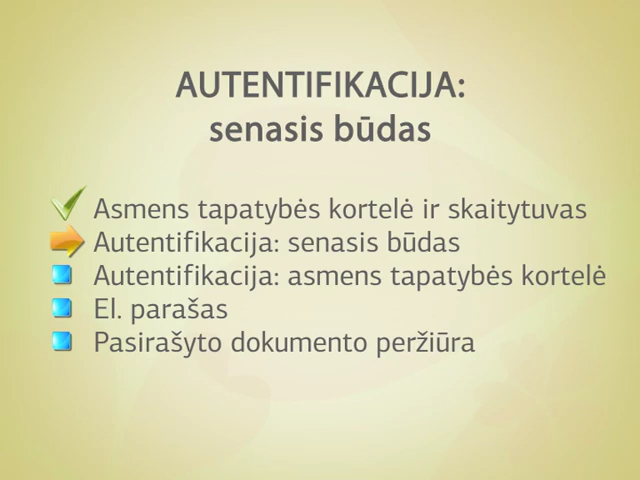 AUTENTIFIKACIJA:
senasis būdas
Asmens tapatybės kortelė ir skaitytuvas
Autentifikacija: senasis būdas
Autentifikacija: asmens tapatybės kortelė
El. parašas
Pasirašyto dokumento peržiūra